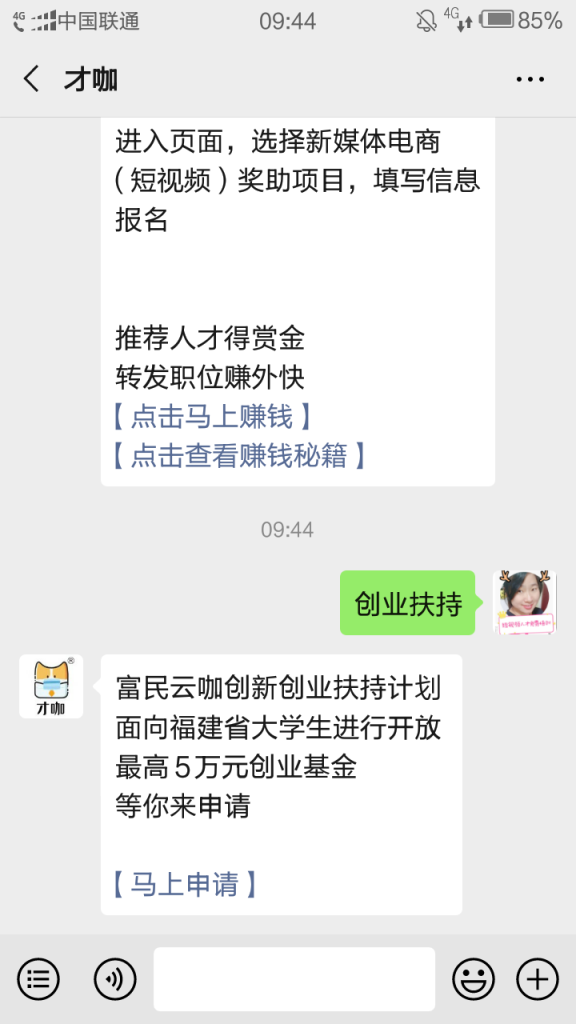 4G 中国联通 09:44 4G 85%
才咖
进入页面，选择新媒体电商
（短视频）奖助项目，填写信息
报名
推荐人才得赏金
转发职位赚外快
【点击马上赚钱】
【点击查看赚钱秘籍】
09:44
创业扶持
才咖
富民云咖创新创业扶持计划
面向福建省大学生进行开放
最高5万元创业基金
等你来申请
【马上申请】